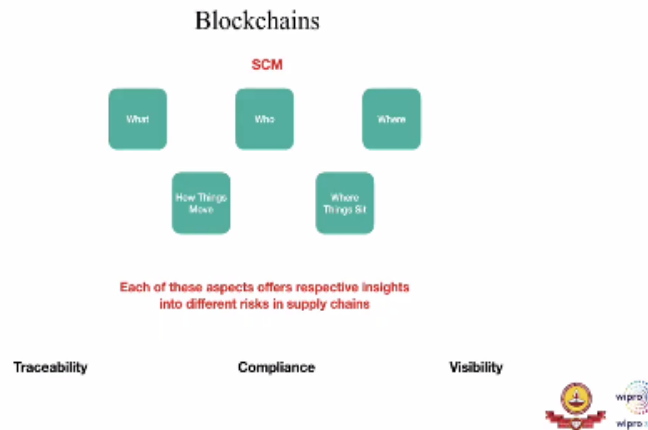 Blockchains
SCM
What
Who
Where
How Things
Move
Where
Things Sit
Each of these aspects offers respective insights
into different risks in supply chains
Traceability
Compliance
Visibility
wipro
wipro